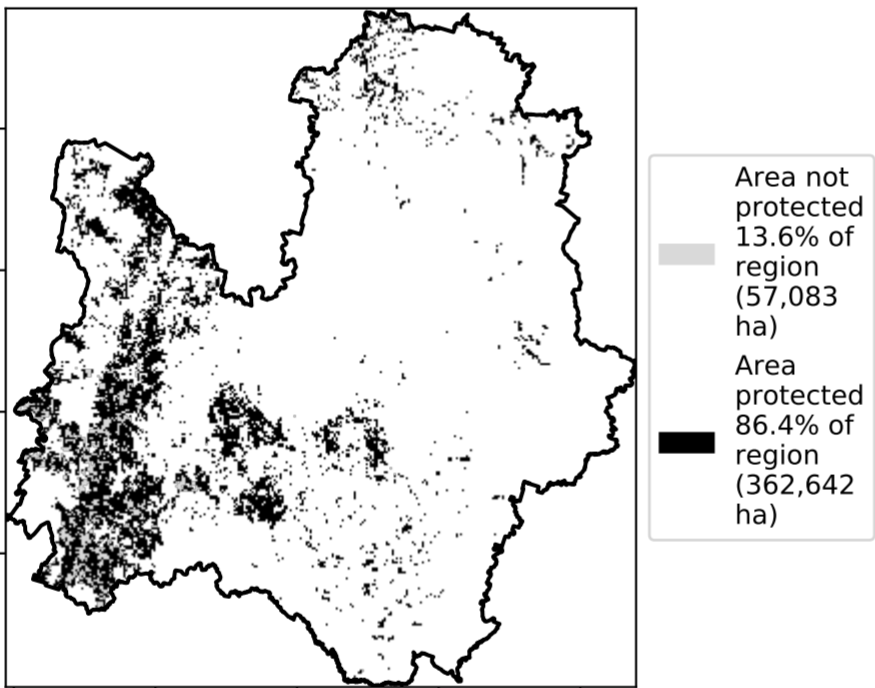 Area not
protected
13.6% of
region
(57,083
ha)
Area
protected
86.4% of
region
(362,642
ha)